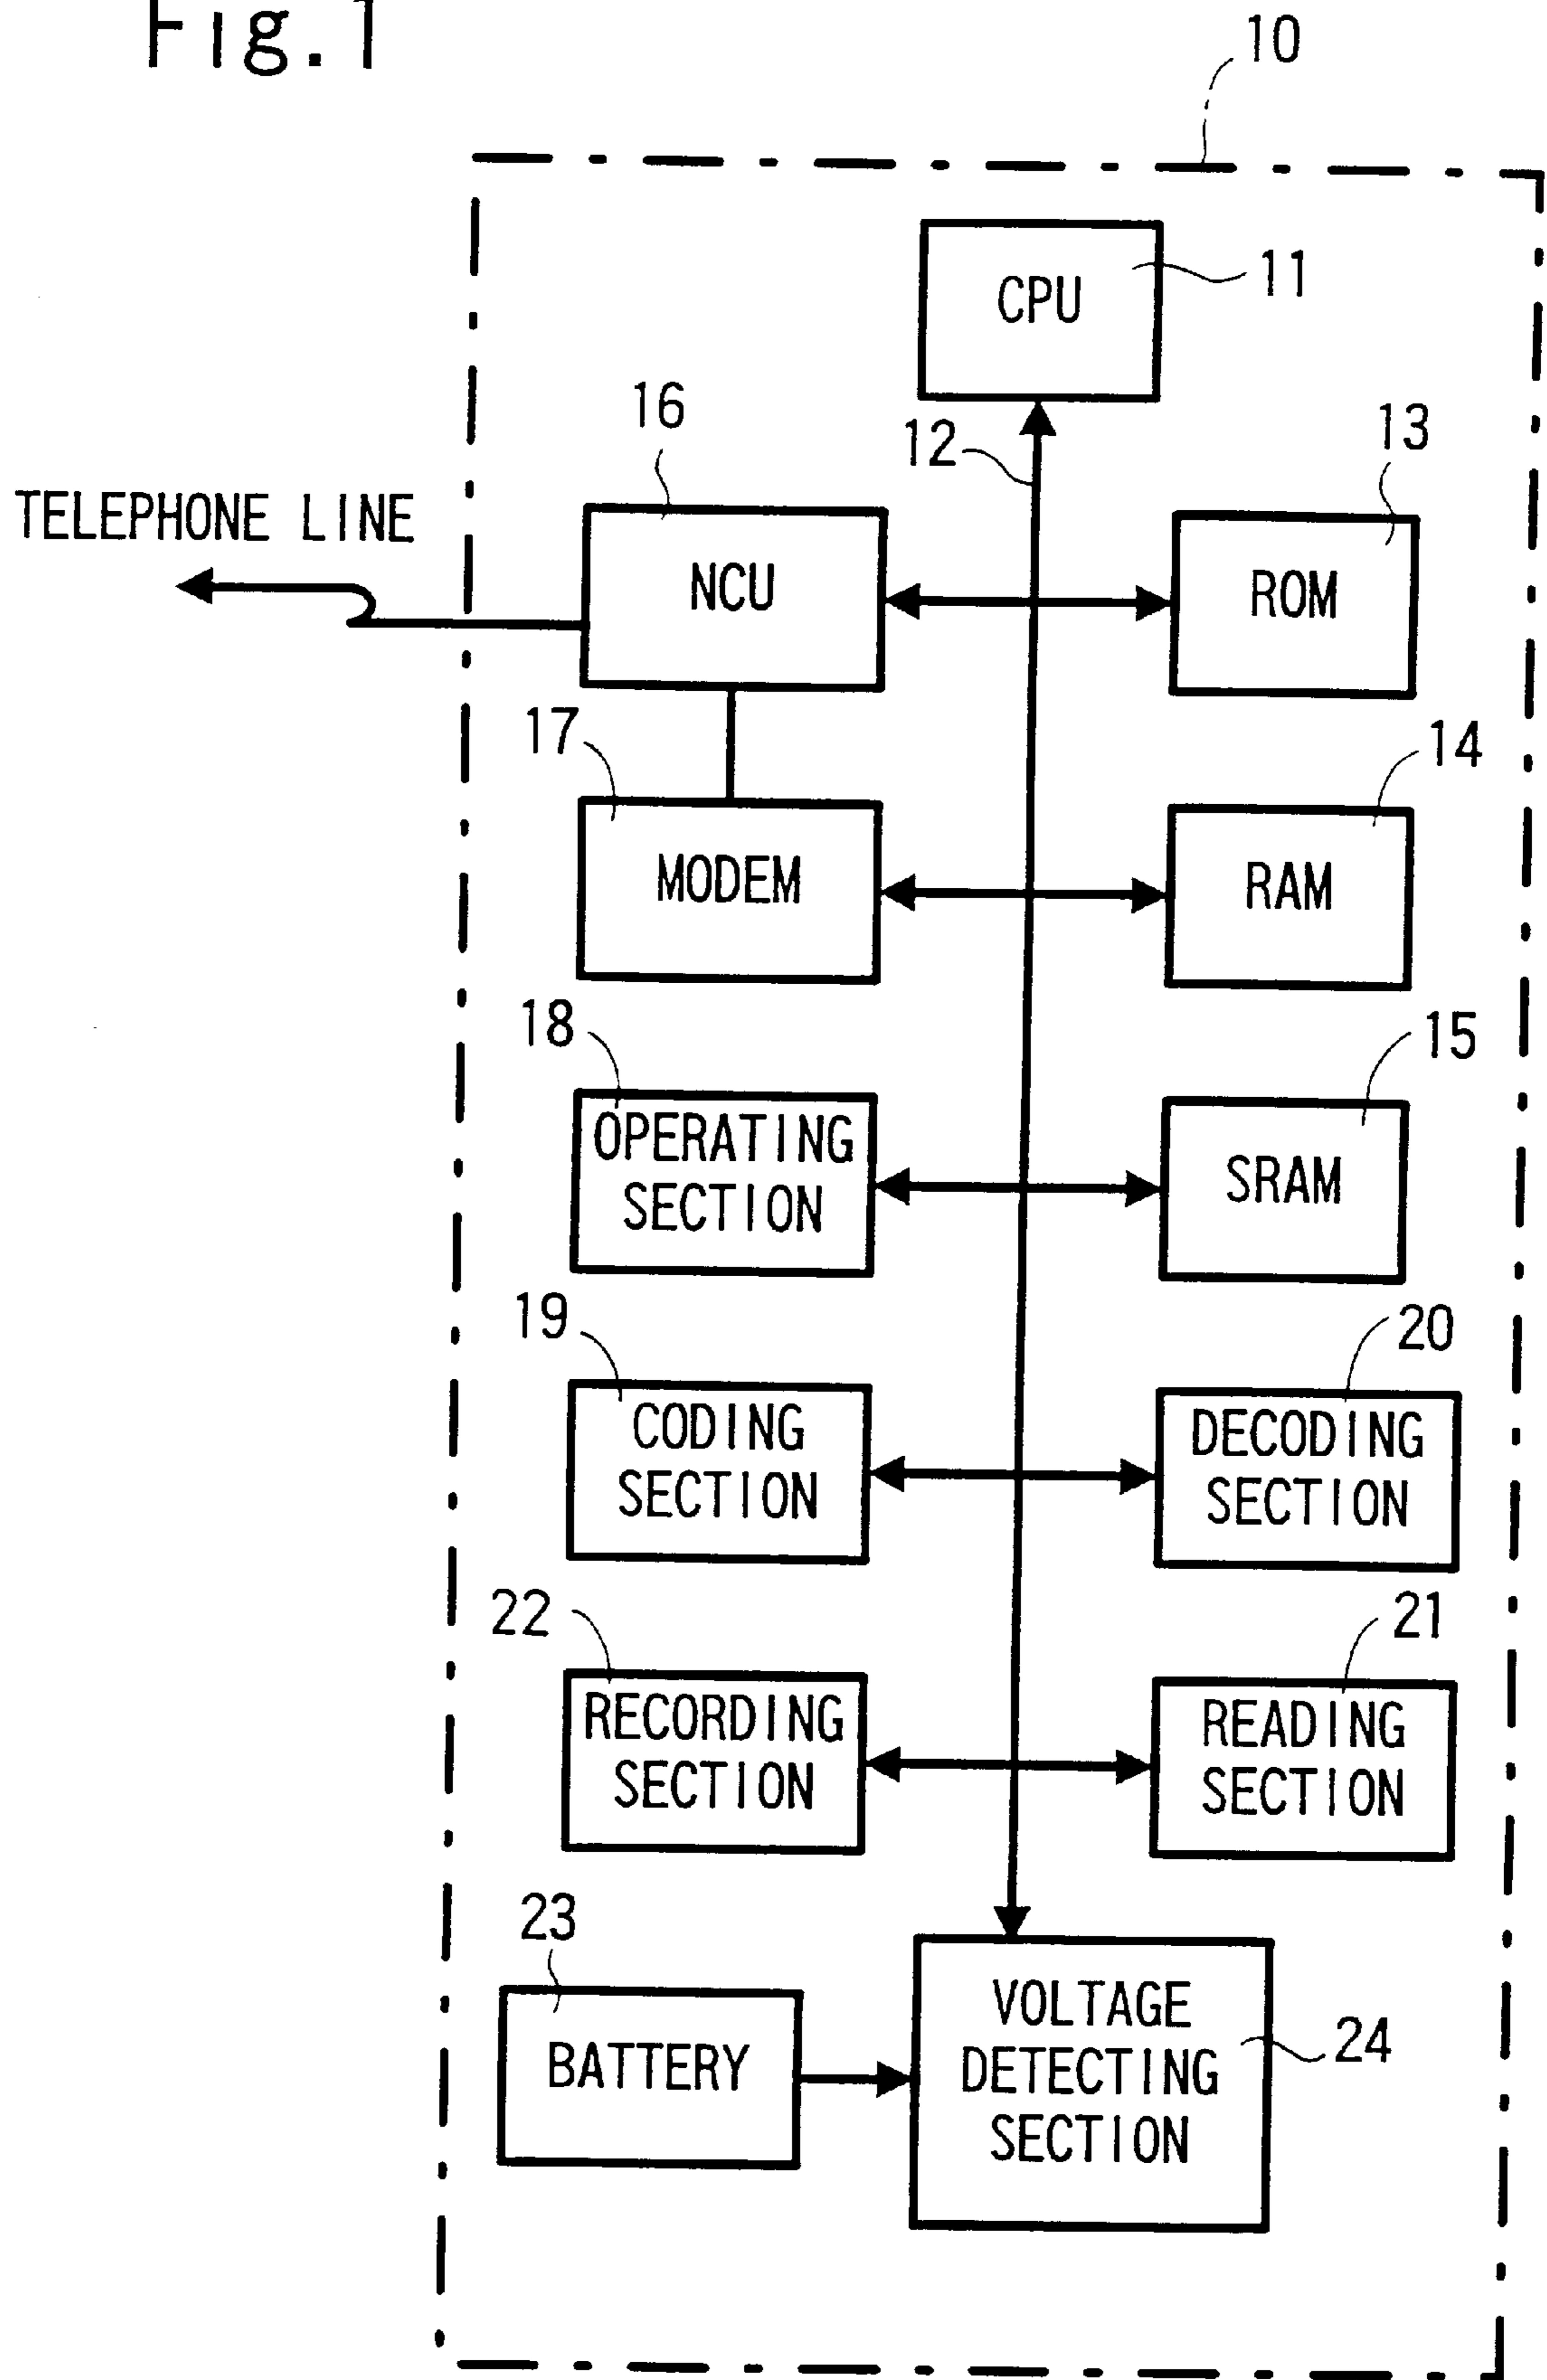 Fig.1
10
CPU
11
16
12
13
TELEPHONE LINE
NCU
ROM
17
14
MODEM
RAM
18
15
OPERATING
SECTION
SRAM
19
20
CODING
SECTION
DECODING
SECTION
22
21
RECORDING
SECTION
READING
SECTION
23
BATTERY
VOLTAGE
DETECTING
SECTION
24